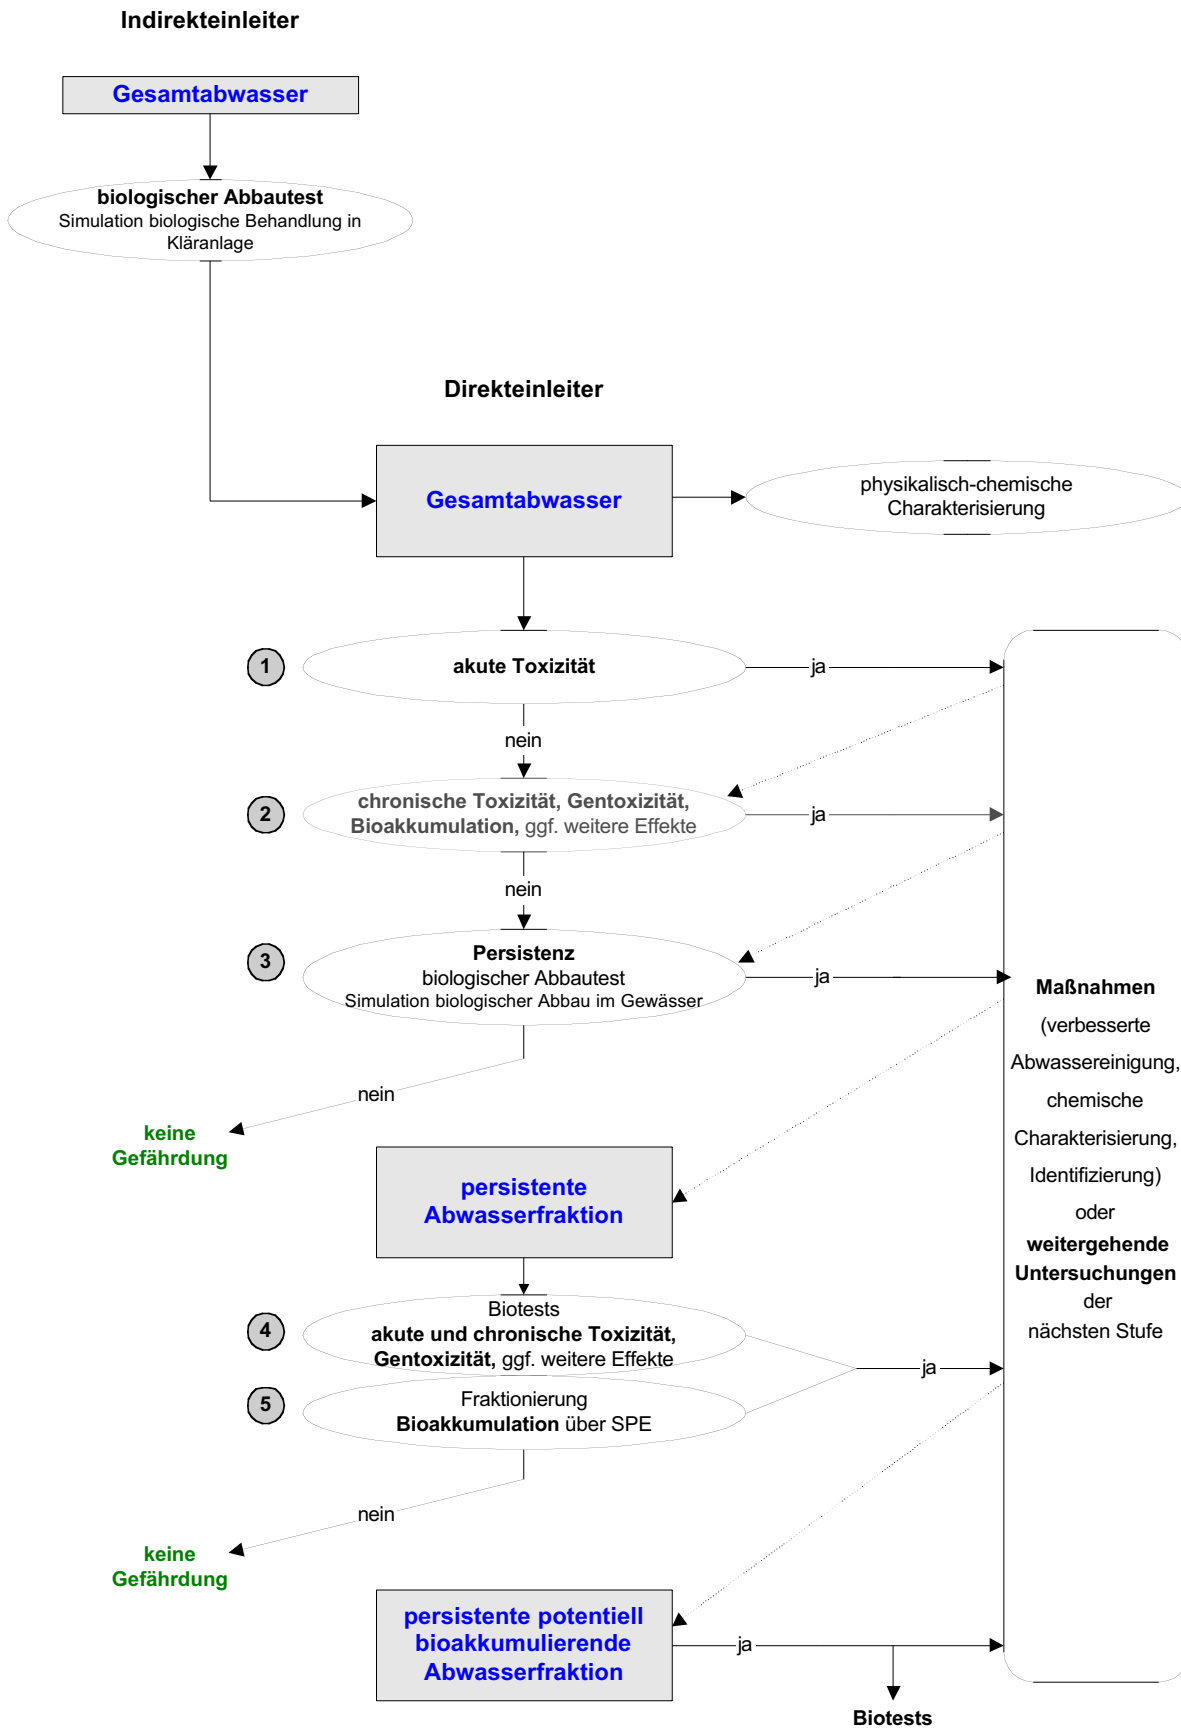 Indirekteinleiter
Gesamtabwasser
biologischer Abbautest
Simulation biologische Behandlung in
Kläranlage
Direkteinleiter
Gesamtabwasser
physikalisch-chemische
Charakterisierung
1
akute Toxizität
ja
nein
2
chronische Toxizität, Gentoxizität,
Bioakkumulation, ggf. weitere Effekte
ja
nein
3
Persistenz
biologischer Abbautest
Simulation biologischer Abbau im Gewässer
ja
nein
keine
Gefährdung
Maßnahmen
(verbesserte
Abwassereinigung,
chemische
Charakterisierung,
Identifizierung)
oder
weitergehende
Untersuchungen
der
nächsten Stufe
persistente
Abwasserfraktion
4
Biotests
akute und chronische Toxizität,
Gentoxizität, ggf. weitere Effekte
5
Fraktionierung
Bioakkumulation über SPE
ja
nein
keine
Gefährdung
persistente potentiell
bioakkumulierende
Abwasserfraktion
ja
Biotests